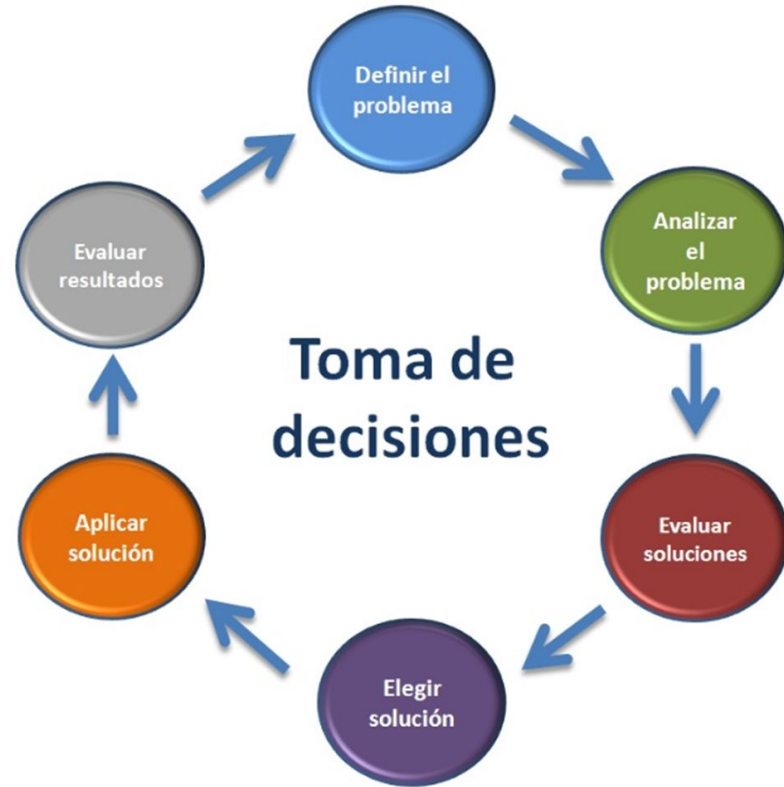 Definir el
problema
Analizar
el
problema
Evaluar
soluciones
Elegir
solución
Aplicar
solución
Evaluar
resultados
Toma de
decisiones